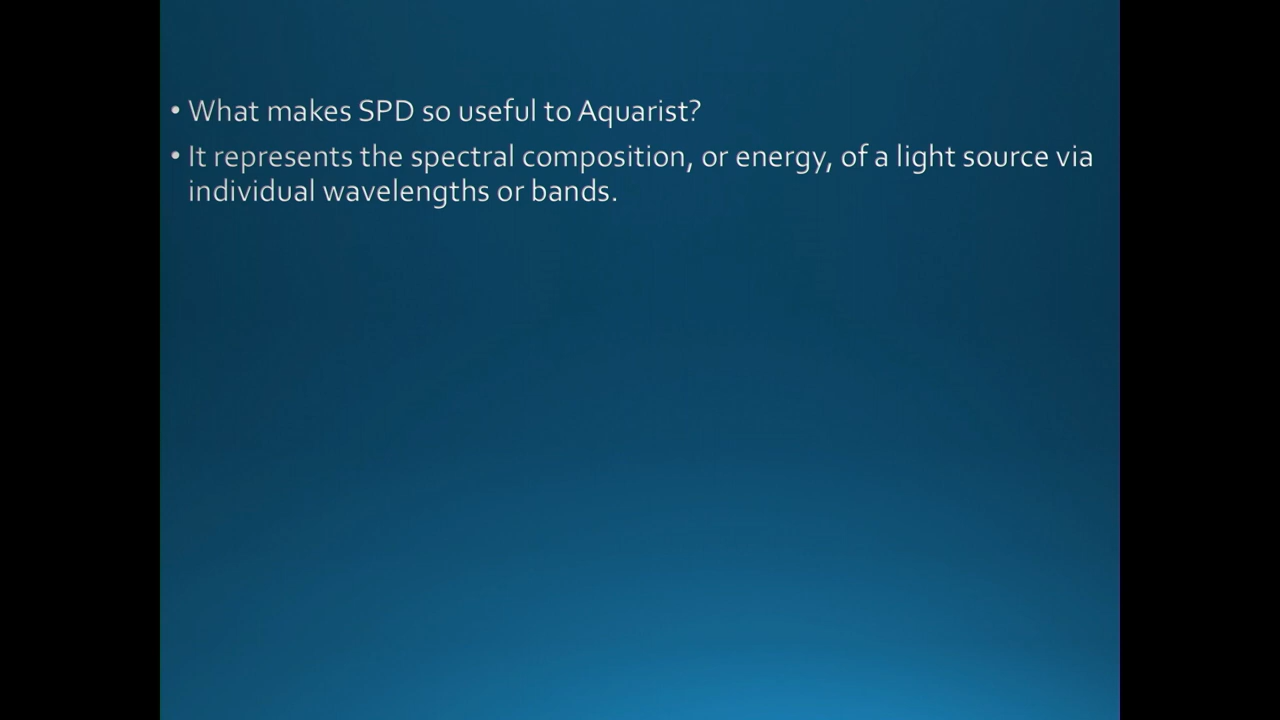 • What makes SPD so useful to Aquarist?
• It represents the spectral composition, or energy, of a light source via
individual wavelengths or bands.